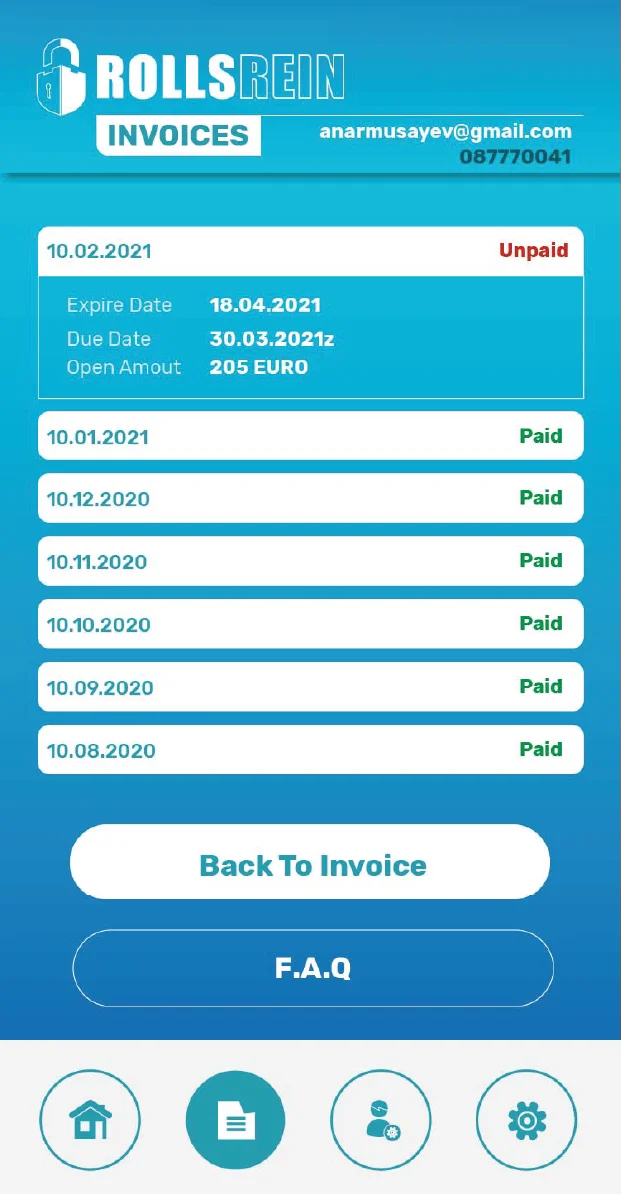 ROLLSREIN
INVOICES
anarmusayev@gmail.com
087770041
10.02.2021 Unpaid
Expire Date 18.04.2021
Due Date 30.03.2021z
Open Amout 205 EURO
10.01.2021 Paid
10.12.2020 Paid
10.11.2020 Paid
10.10.2020 Paid
10.09.2020 Paid
10.08.2020 Paid
Back To Invoice
F.A.Q